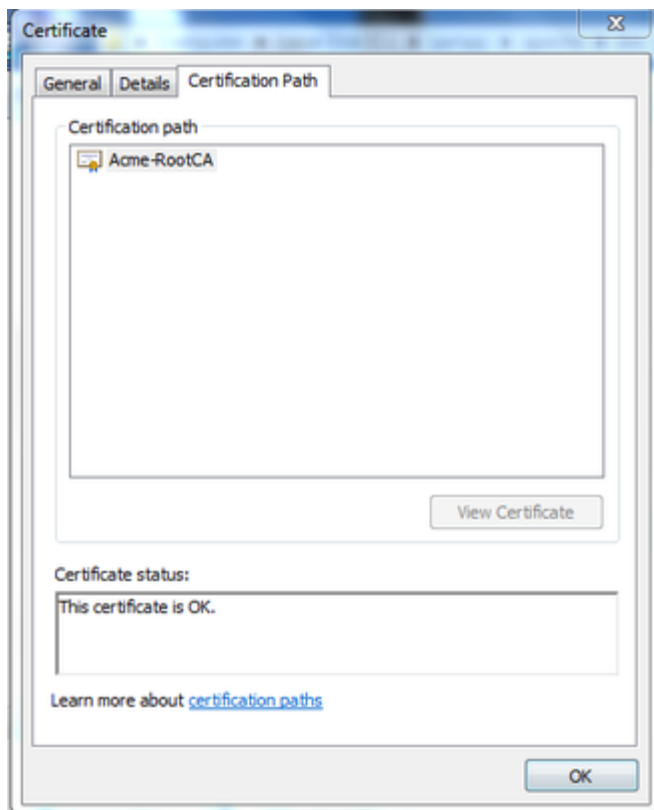 Certificate
General
Details
Certification Path
Certification path
Acme-RootCA
View Certificate
Certificate status:
This certificate is OK.
Learn more about certification paths
OK